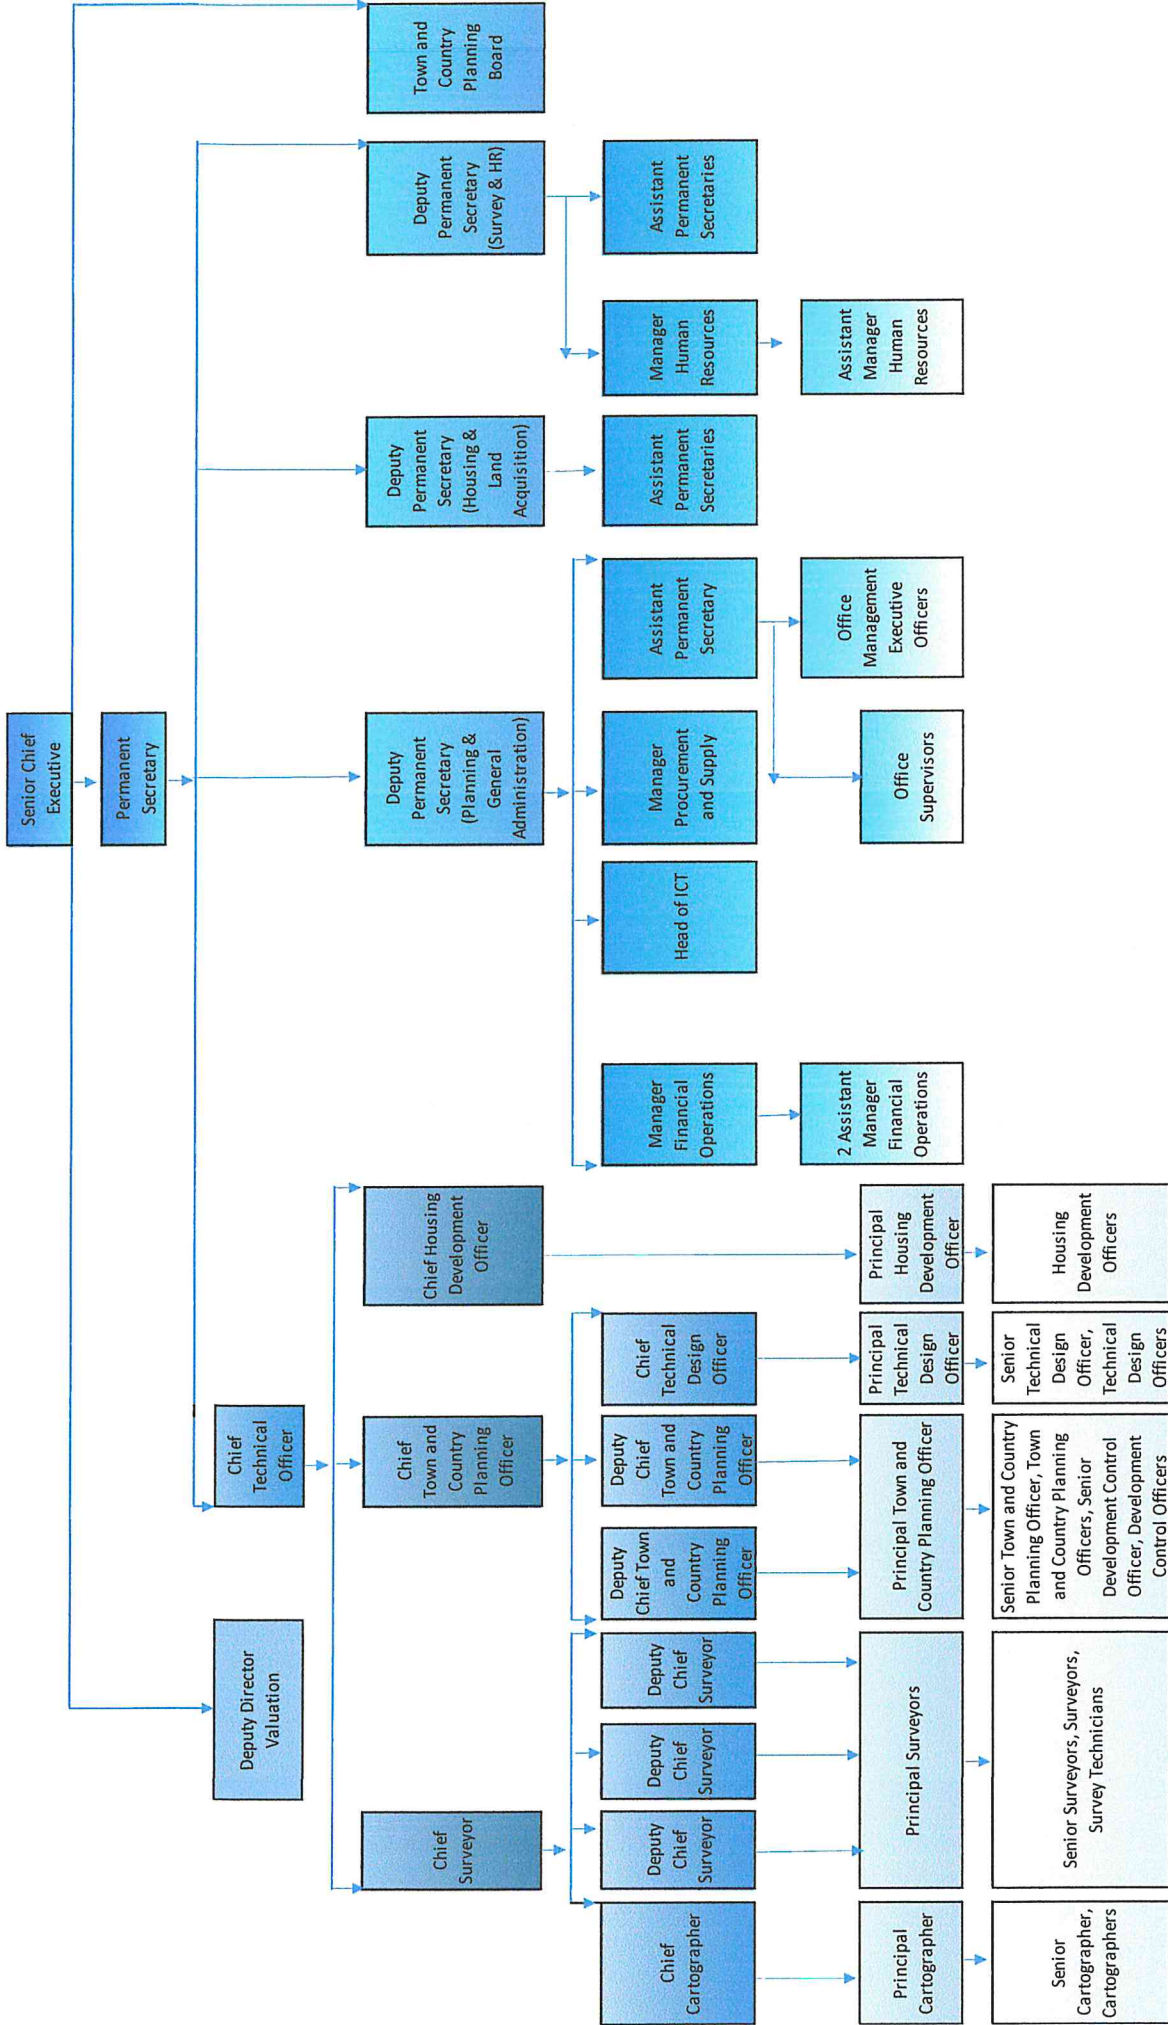 Senior Chief
Executive
Permanent
Secretary
Deputy Director
Valuation
Chief
Technical
Officer
Chief
Surveyor
Chief
Town and
Country
Planning
Officer
Chief Housing
Development
Officer
Deputy
Permanent
Secretary
(Planning &
General
Administration)
Deputy
Permanent
Secretary
(Housing &
Land
Acquisition)
Deputy
Permanent
Secretary
(Survey & HR)
Town and
Country
Planning
Board
Chief
Cartographer
Deputy
Chief
Surveyor
Deputy
Chief
Surveyor
Deputy Chief
Surveyor
Deputy
Chief Town
and
Country
Planning
Officer
Deputy
Chief
Town and
Country
Planning
Officer
Chief
Technical
Design
Officer
Manager
Financial
Operations
Head of ICT
Manager
Procurement
and Supply
Assistant
Permanent
Secretary
Assistant
Permanent
Secretaries
Manager
Human
Resources
Assistant
Permanent
Secretaries
2 Assistant
Manager
Financial
Operations
Office
Management
Executive
Officers
Assistant
Manager
Human
Resources
Principal
Cartographer
Principal Surveyors
Principal Town and
Country Planning Officer
Principal
Technical
Design
Officer
Principal
Housing
Development
Officer
Office
Supervisors
Senior
Cartographer,
Cartographers
Senior Surveyors, Surveyors,
Survey Technicians
Senior Town and Country
Planning Officer, Town
and Country Planning
Officers, Senior
Development Control
Officer, Development
Control Officers
Senior
Technical
Design
Officer,
Technical
Design
Officers
Housing
Development
Officers